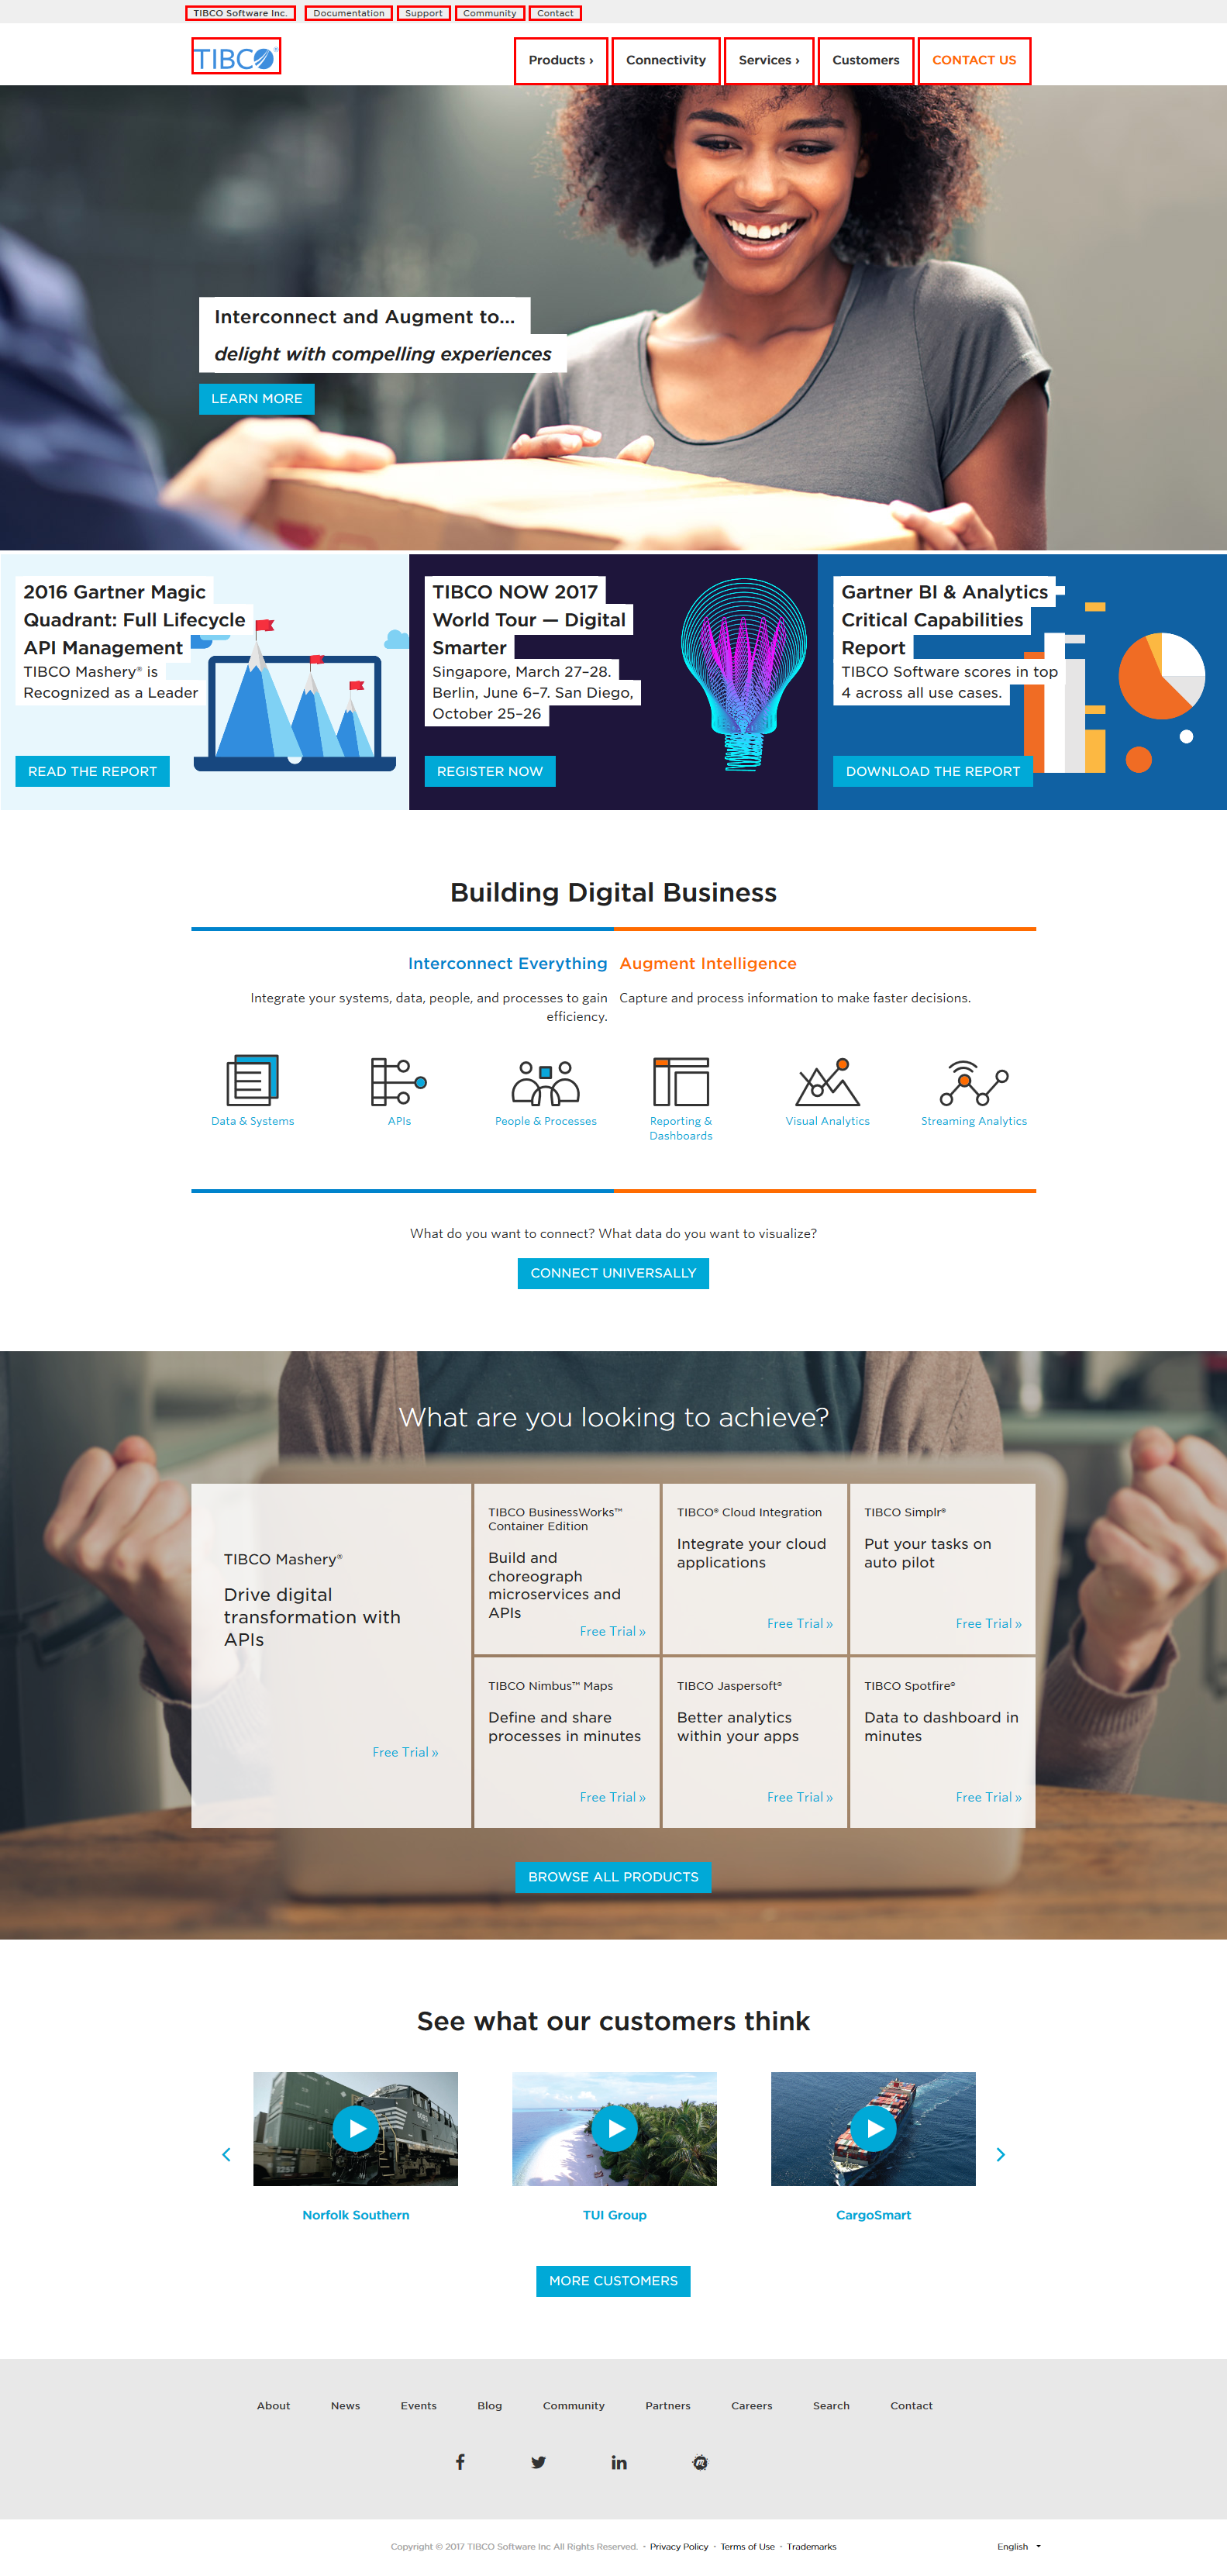 TIBCO Software Inc. Documentation Support Community Contact
TIBCO®
Products › Connectivity Services › Customers CONTACT US
Interconnect and Augment to...
delight with compelling experiences
LEARN MORE
2016 Gartner Magic
Quadrant: Full Lifecycle
API Management
TIBCO Mashery® is
Recognized as a Leader
READ THE REPORT
TIBCO NOW 2017
World Tour — Digital
Smarter
Singapore, March 27–28.
Berlin, June 6–7. San Diego,
October 25–26
REGISTER NOW
Gartner BI & Analytics
Critical Capabilities
Report
TIBCO Software scores in top
4 across all use cases.
DOWNLOAD THE REPORT
Building Digital Business
Interconnect Everything
Integrate your systems, data, people, and processes to gain
efficiency.
Augment Intelligence
Capture and process information to make faster decisions.
Data & Systems
APIs
People & Processes
Reporting &
Dashboards
Visual Analytics
Streaming Analytics
What do you want to connect? What data do you want to visualize?
CONNECT UNIVERSALLY
What are you looking to achieve?
TIBCO Mashery®
Drive digital
transformation with
APIs
Free Trial »
TIBCO BusinessWorks™
Container Edition
Build and
choreograph
microservices and
APIs
Free Trial »
TIBCO® Cloud Integration
Integrate your cloud
applications
Free Trial »
TIBCO Simplr®
Put your tasks on
auto pilot
Free Trial »
TIBCO Nimbus™ Maps
Define and share
processes in minutes
Free Trial »
TIBCO Jaspersoft®
Better analytics
within your apps
Free Trial »
TIBCO Spotfire®
Data to dashboard in
minutes
Free Trial »
BROWSE ALL PRODUCTS
See what our customers think
Norfolk Southern
TUI Group
CargoSmart
MORE CUSTOMERS
About News Events Blog Community Partners Careers Search Contact
Copyright © 2017 TIBCO Software Inc All Rights Reserved. • Privacy Policy • Terms of Use • Trademarks
English